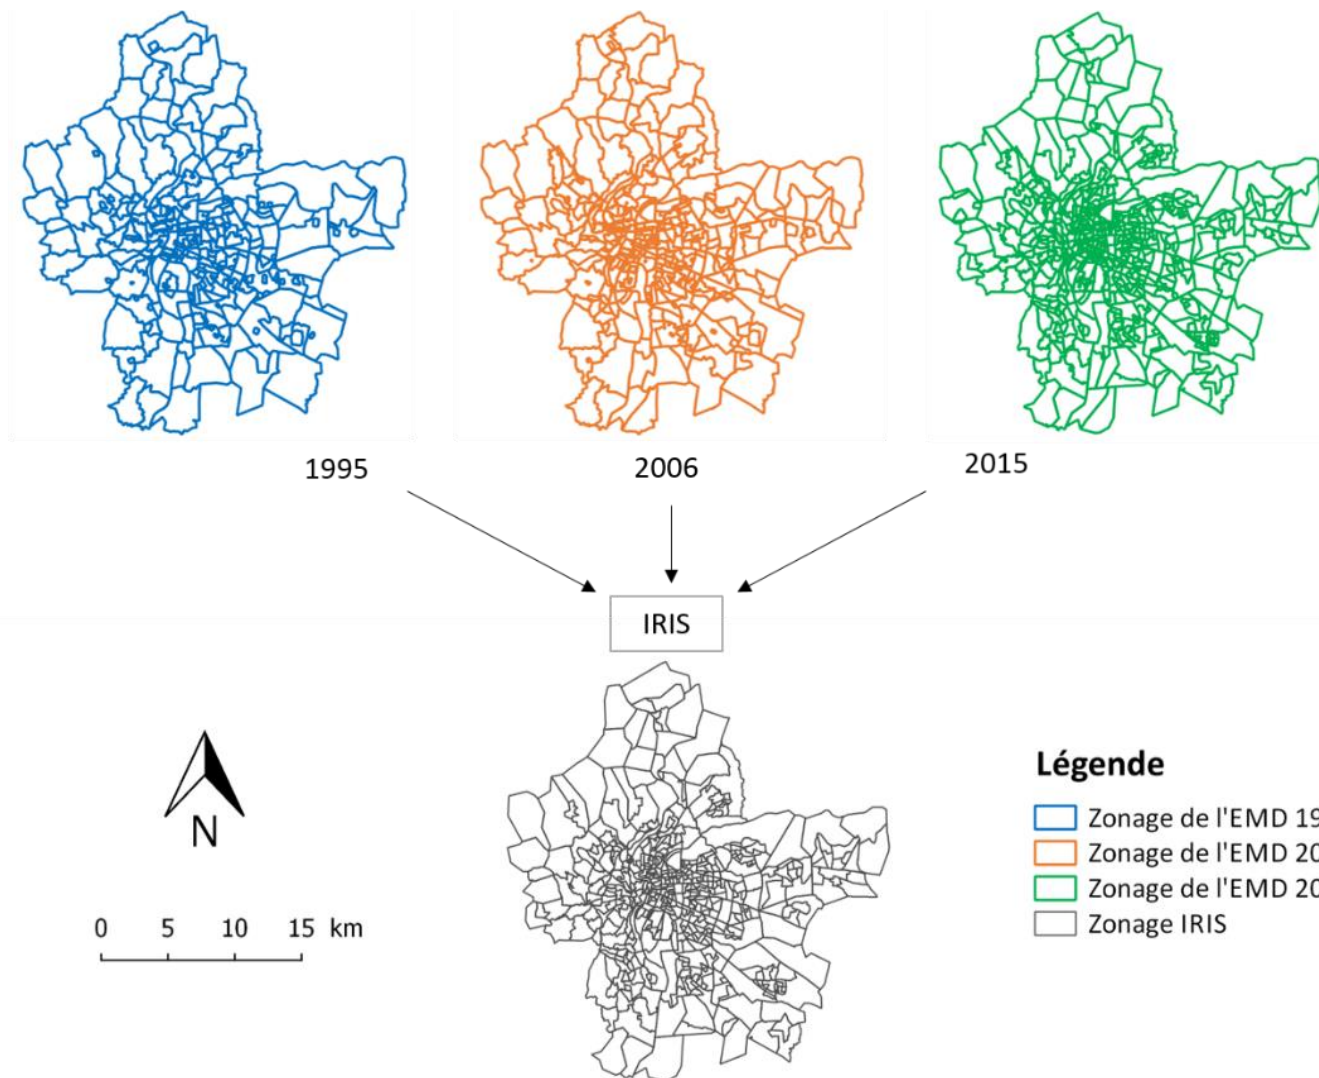 1995
2006
2015
IRIS
N
0 5 10 15 km
Légende
Zonage de l'EMD 19
Zonage de l'EMD 20
Zonage de l'EMD 20
Zonage IRIS